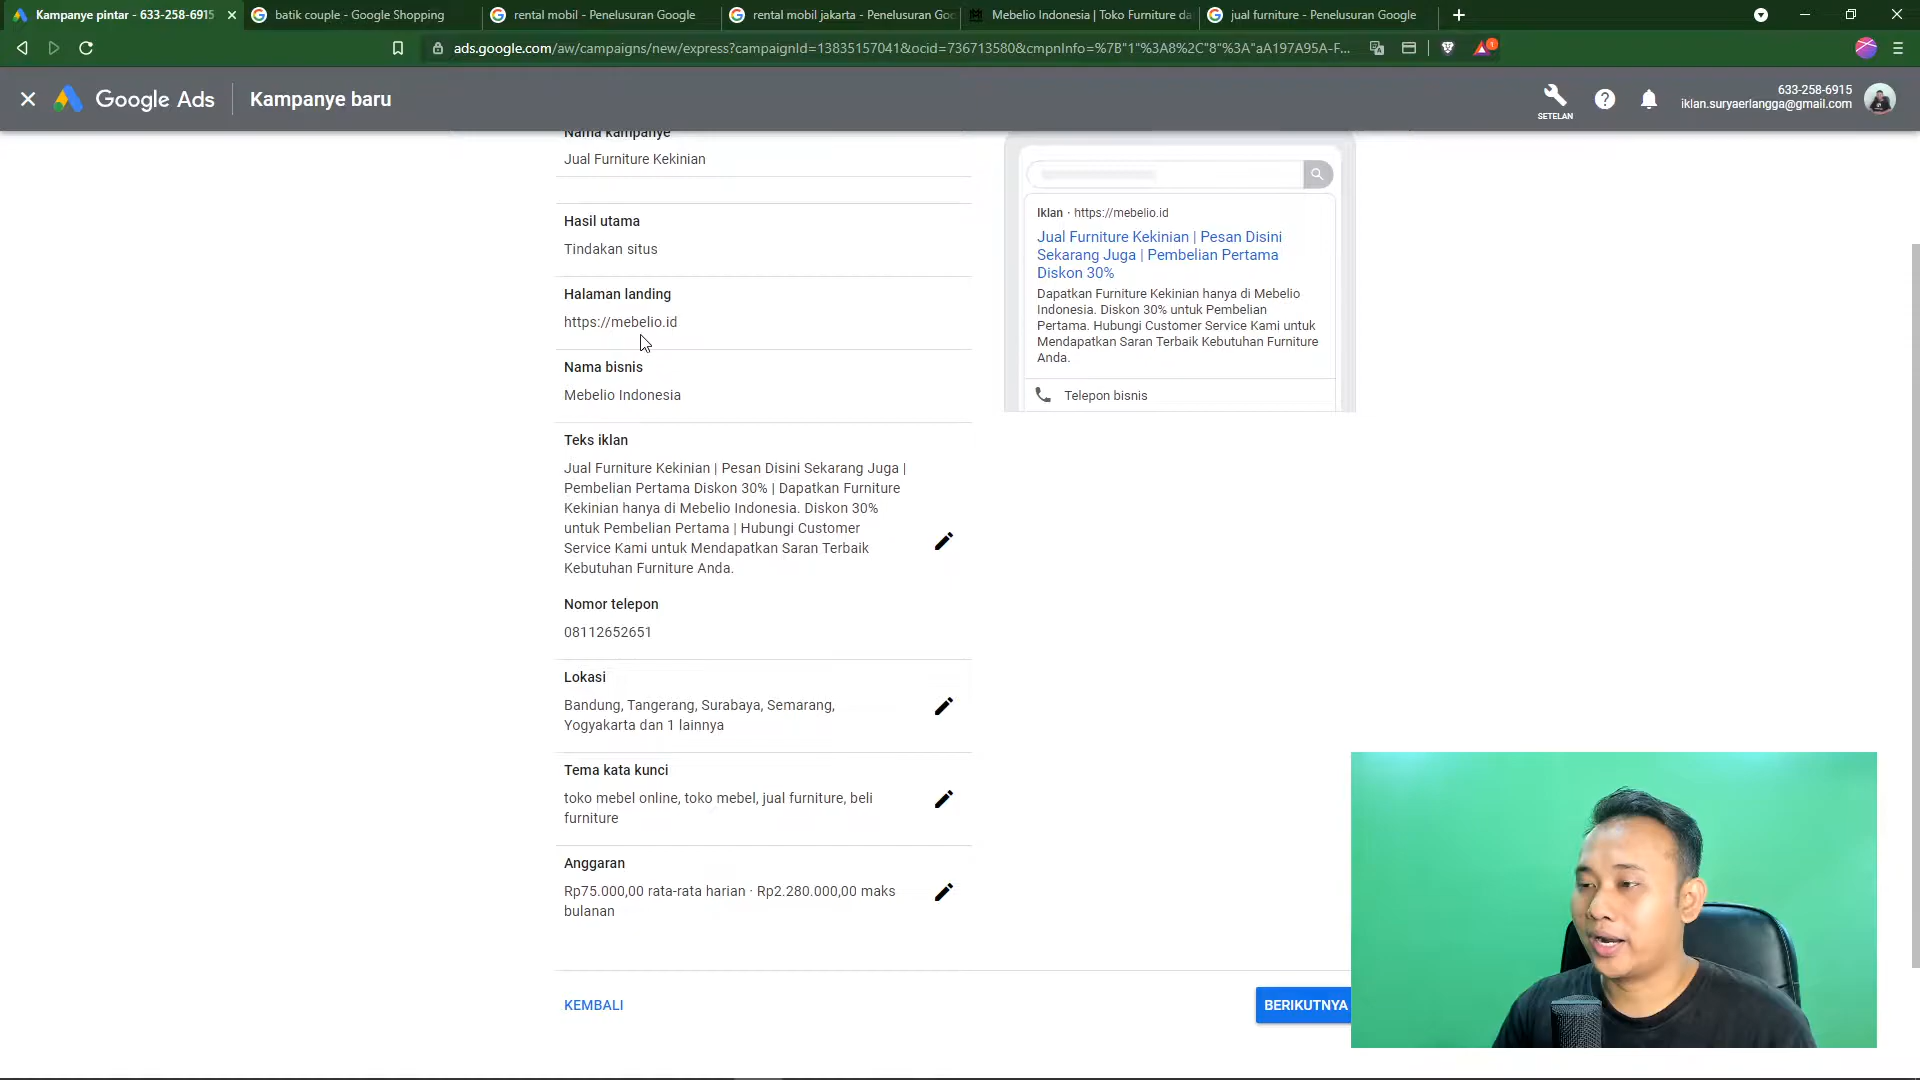 Kampanye pintar - 633-258-6915
batik couple - Google Shopping
rental mobil - Penelusuran Google
rental mobil jakarta - Penelusuran Goo
Mebelio Indonesia | Toko Furniture da
jual furniture - Penelusuran Google
ads.google.com/aw/campaigns/new/express?campaignId=13835157041&ocid=736713580&cmpnInfo=%7B"1"%3A8%2C"8"%3A"aA197A95A-F...
1
Google Ads
Kampanye baru
SETELAN
633-258-6915
iklan.suryaerlangga@gmail.com
Nama kampanye
Jual Furniture Kekinian
Hasil utama
Tindakan situs
Halaman landing
https://mebelio.id
Nama bisnis
Mebelio Indonesia
Teks iklan
Jual Furniture Kekinian | Pesan Disini Sekarang Juga |
Pembelian Pertama Diskon 30% | Dapatkan Furniture
Kekinian hanya di Mebelio Indonesia. Diskon 30%
untuk Pembelian Pertama | Hubungi Customer
Service Kami untuk Mendapatkan Saran Terbaik
Kebutuhan Furniture Anda.
Nomor telepon
08112652651
Lokasi
Bandung, Tangerang, Surabaya, Semarang,
Yogyakarta dan 1 lainnya
Tema kata kunci
toko mebel online, toko mebel, jual furniture, beli
furniture
Anggaran
Rp75.000,00 rata-rata harian · Rp2.280.000,00 maks
bulanan
KEMBALI
BERIKUTNYA
Iklan · https://mebelio.id
Jual Furniture Kekinian | Pesan Disini
Sekarang Juga | Pembelian Pertama
Diskon 30%
Dapatkan Furniture Kekinian hanya di Mebelio
Indonesia. Diskon 30% untuk Pembelian
Pertama. Hubungi Customer Service Kami untuk
Mendapatkan Saran Terbaik Kebutuhan Furniture
Anda.
Telepon bisnis